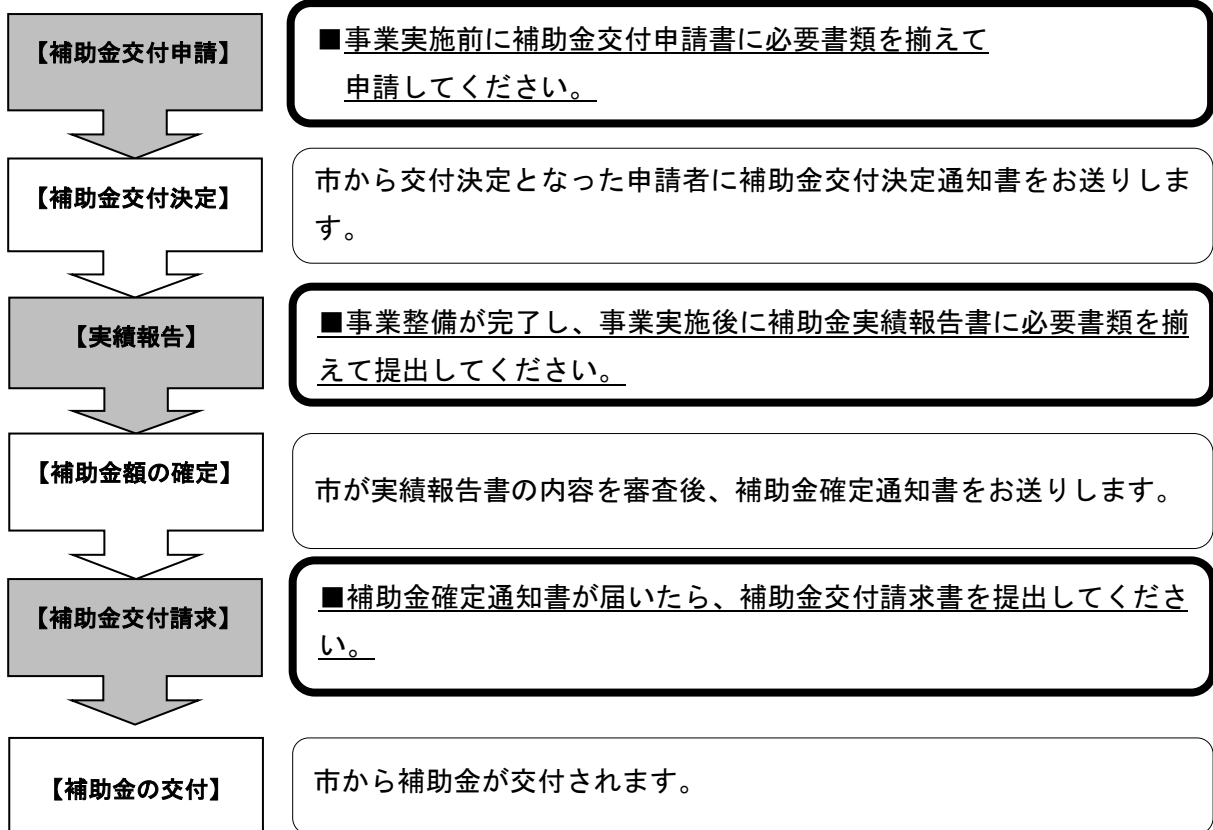 【補助金交付申請】
■事業実施前に補助金交付申請書に必要書類を揃えて
申請してください。
【補助金交付決定】
市から交付決定となった申請者に補助金交付決定通知書をお送りしま
す。
【実績報告】
■事業整備が完了し、事業実施後に補助金実績報告書に必要書類を揃
えて提出してください。
【補助金額の確定】
市が実績報告書の内容を審査後、補助金確定通知書をお送りします。
【補助金交付請求】
■補助金確定通知書が届いたら、補助金交付請求書を提出してくださ
い。
【補助金の交付】
市から補助金が交付されます。